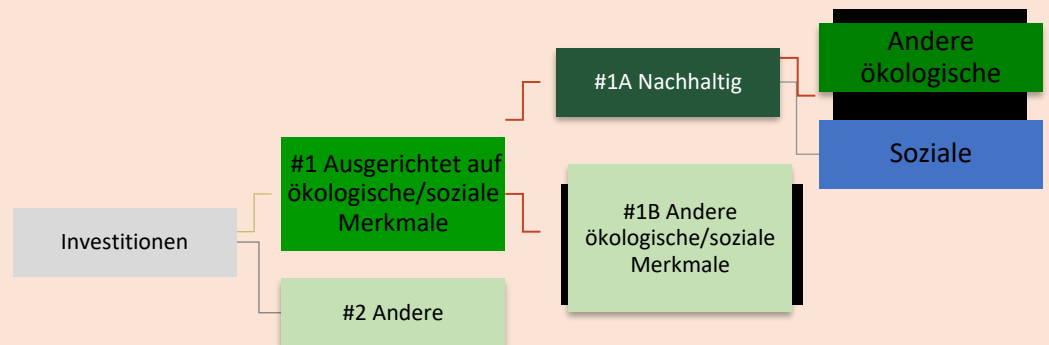 Investitionen
#1 Ausgerichtet auf
ökologische/soziale
Merkmale
#2 Andere
#1A Nachhaltig
#1B Andere
ökologische/soziale
Merkmale
Andere
ökologische
Soziale